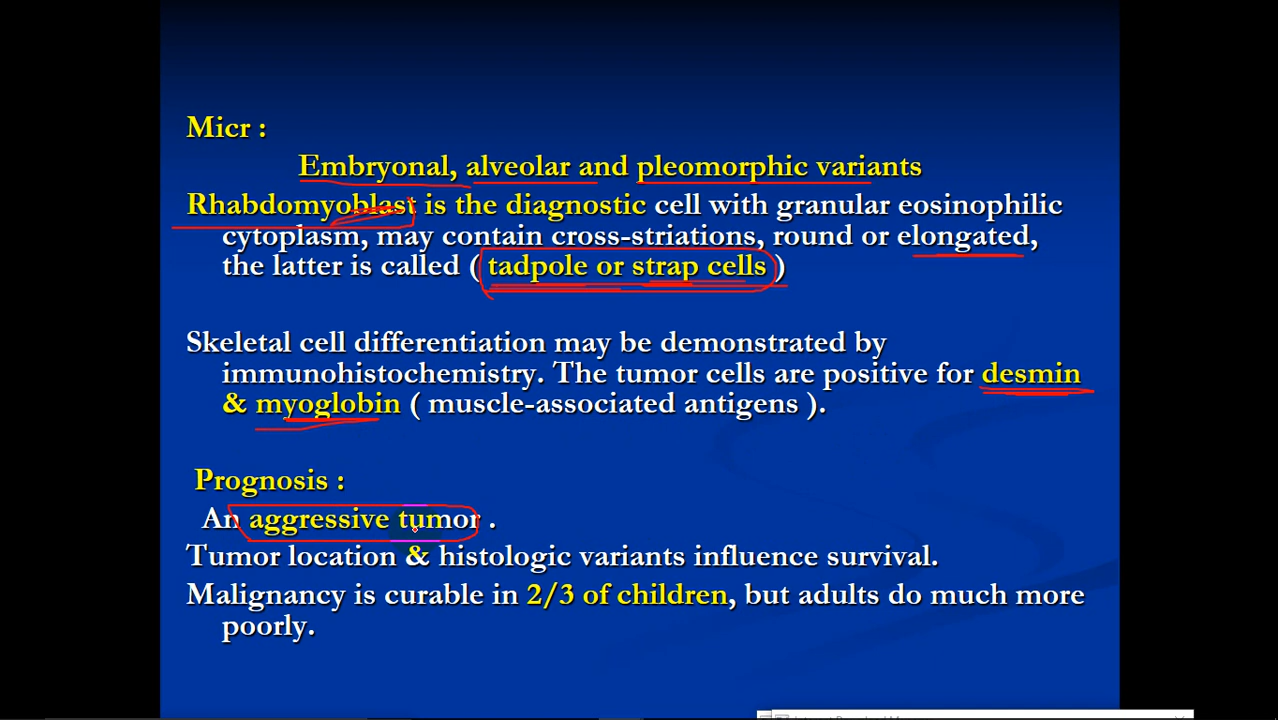 Micr :
Embryonal, alveolar and pleomorphic variants
Rhabdomyoblast is the diagnostic cell with granular eosinophilic
cytoplasm, may contain cross-striations, round or elongated,
the latter is called ( tadpole or strap cells )
Skeletal cell differentiation may be demonstrated by
immunohistochemistry. The tumor cells are positive for desmin
& myoglobin ( muscle-associated antigens ).
Prognosis :
An aggressive tumor .
Tumor location & histologic variants influence survival.
Malignancy is curable in 2/3 of children, but adults do much more
poorly.